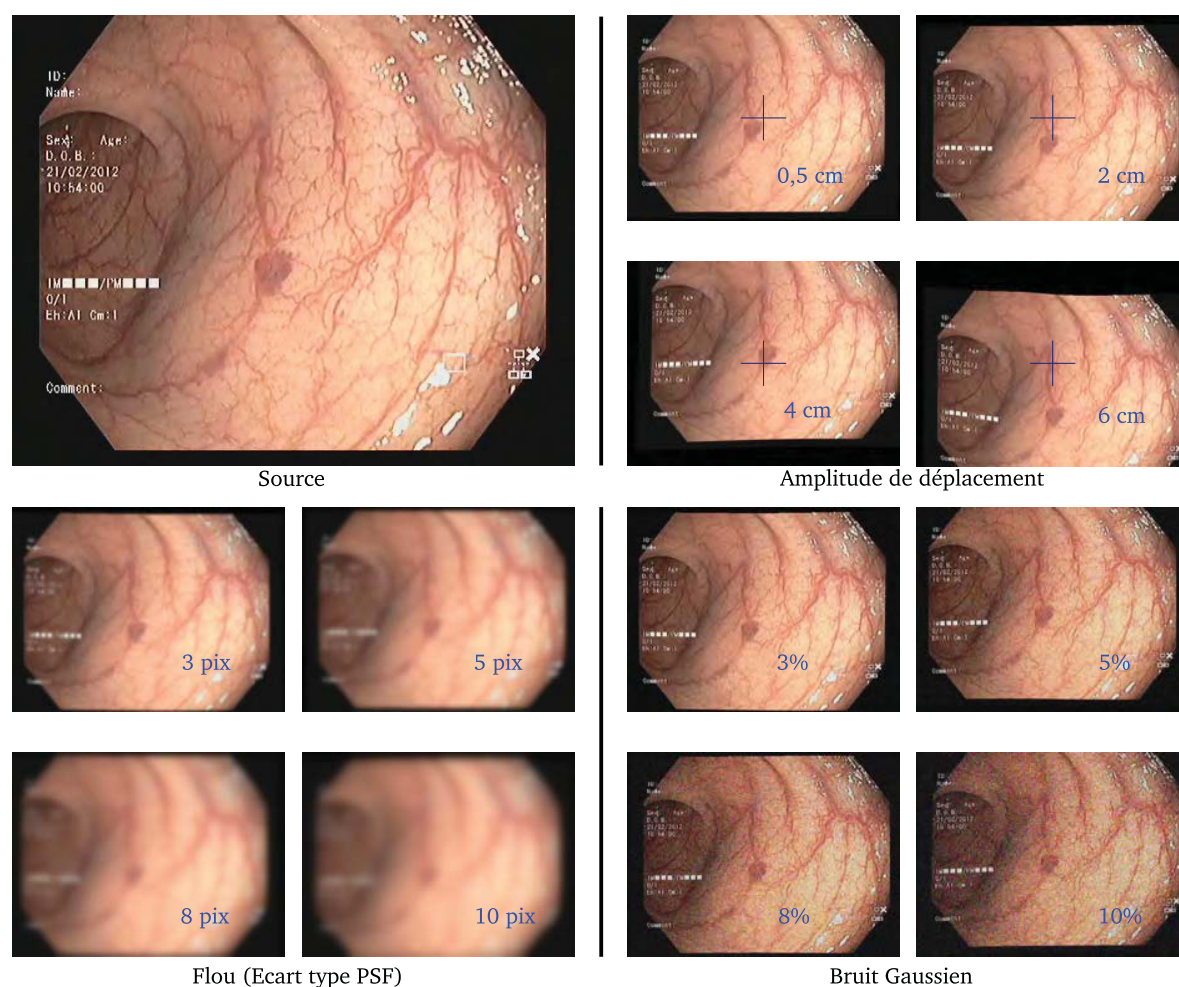 ID:
Name:
Sex: Age:
D.O.B.:
21/02/2012
10:54:00
IM■■■/PM■■■
0/1
Eh:A1 Cm:1
Comment:
Source
0,5 cm
2 cm
4 cm
6 cm
Amplitude de déplacement
3 pix
5 pix
8 pix
10 pix
Flou (Ecart type PSF)
3%
5%
8%
10%
Bruit Gaussien